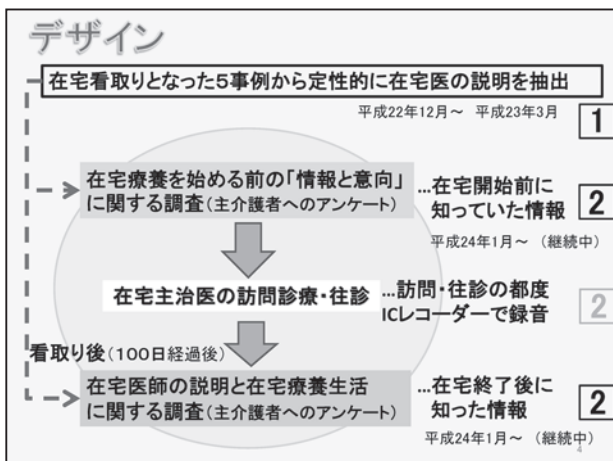 デザイン
在宅看取りとなった5事例から定性的に在宅医の説明を抽出
平成22年12月～ 平成23年3月
1
在宅療養を始める前の「情報と意向」
に関する調査(主介護者へのアンケート)
…在宅開始前に
知っていた情報
2
平成24年1月～ (継続中)
在宅主治医の訪問診療・往診
…訪問・往診の都度
ICレコーダーで録音
2
看取り後(100日経過後)
在宅医師の説明と在宅療養生活
に関する調査(主介護者へのアンケート)
…在宅終了後に
知った情報
2
平成24年1月～ (継続中)
4